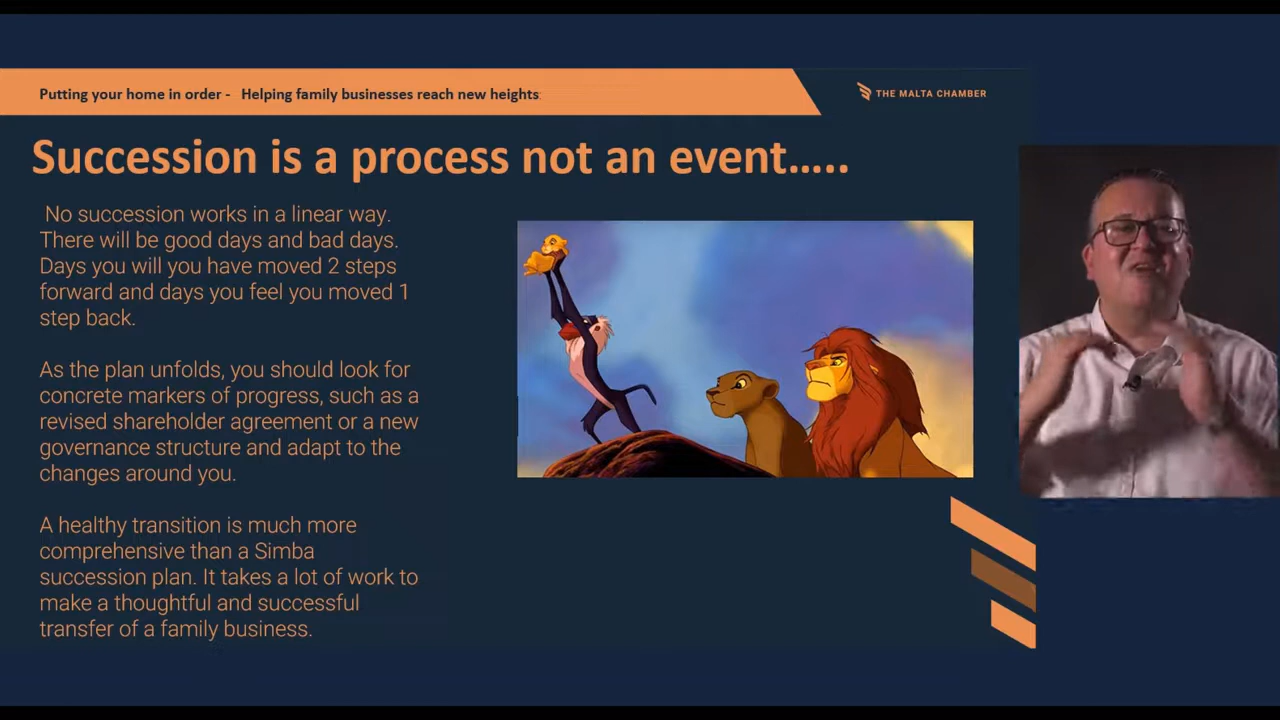 Putting your home in order - Helping family businesses reach new heights:
THE MALTA CHAMBER
Succession is a process not an event.....
No succession works in a linear way.
There will be good days and bad days.
Days you will you have moved 2 steps
forward and days you feel you moved 1
step back.
As the plan unfolds, you should look for
concrete markers of progress, such as a
revised shareholder agreement or a new
governance structure and adapt to the
changes around you.
A healthy transition is much more
comprehensive than a Simba
succession plan. It takes a lot of work to
make a thoughtful and successful
transfer of a family business.